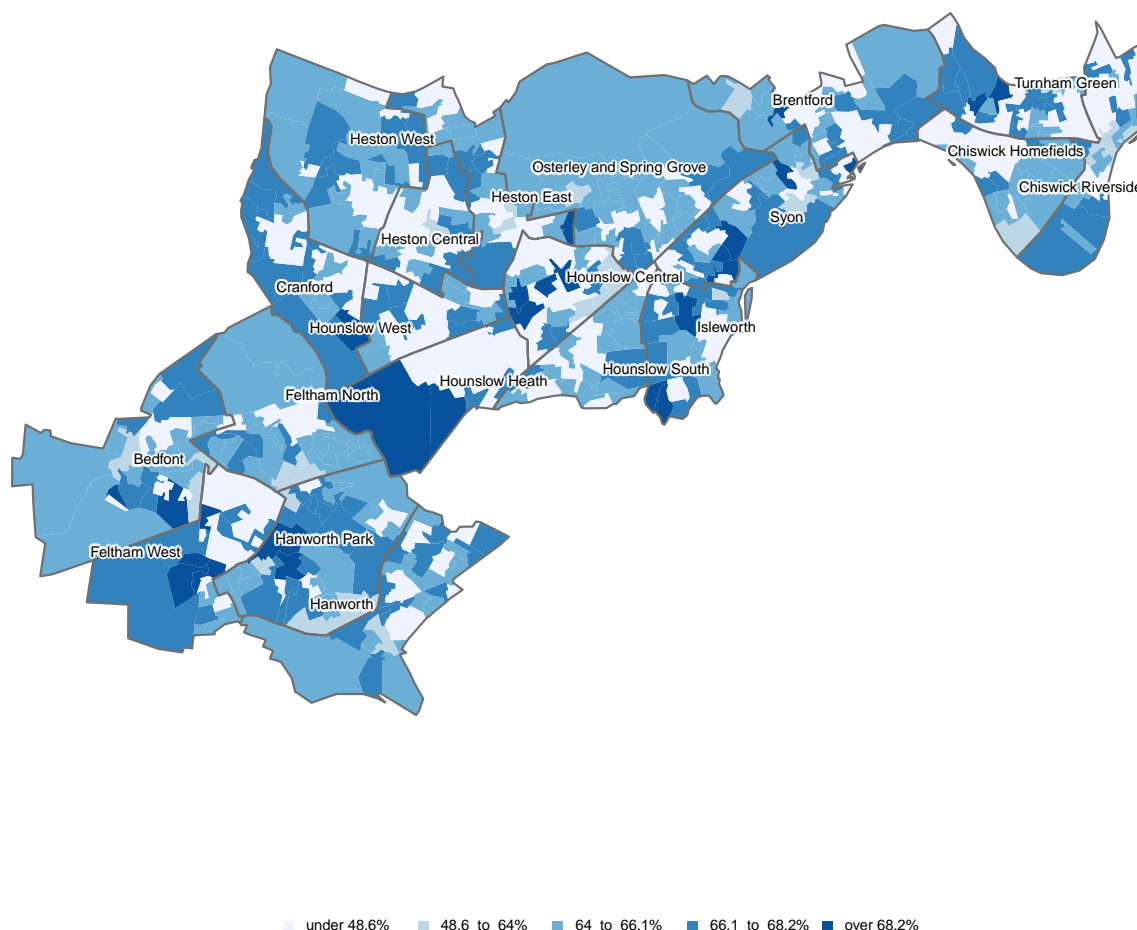 Turnham Green
Brentford
Heston West
Chiswick Homefields
Osterley and Spring Grove
Chiswick Riverside
Heston East
Syon
Heston Central
Hounslow Central
Cranford
Hounslow West
Isleworth
Hounslow South
Hounslow Heath
Feltham North
Bedfont
Hanworth Park
Feltham West
Hanworth
under 48.6% 48.6 to 64% 64 to 66.1% 66.1 to 68.2% over 68.2%